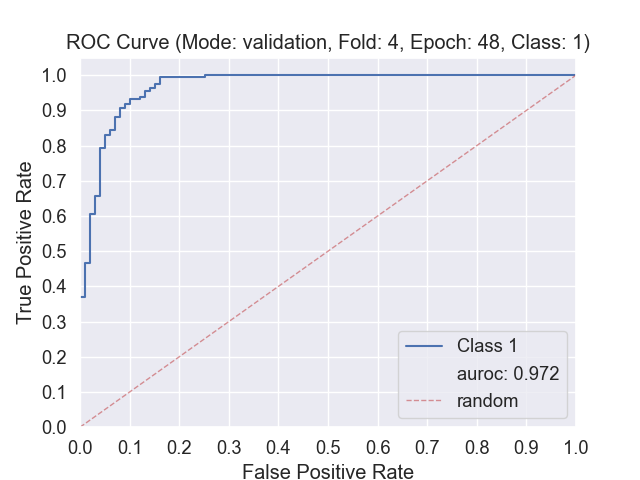 ROC Curve (Mode: validation, Fold: 4, Epoch: 48, Class: 1)
1.0
0.9
0.8
0.7
0.6
0.5
0.4
0.3
0.2
0.1
0.0
True Positive Rate
Class 1
auroc: 0.972
random
0.0 0.1 0.2 0.3 0.4 0.5 0.6 0.7 0.8 0.9 1.0
False Positive Rate